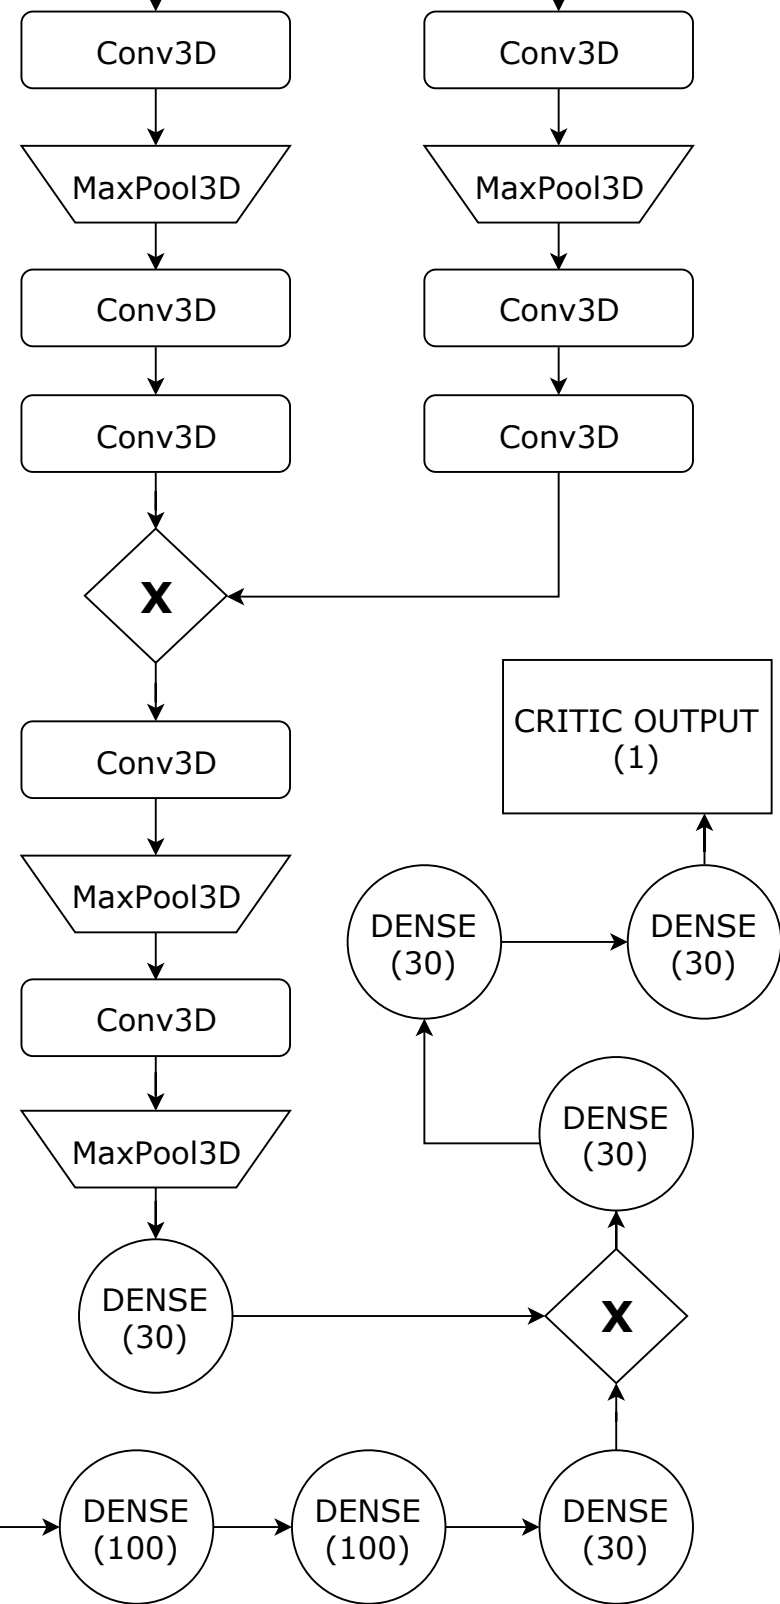 Conv3D
Conv3D
MaxPool3D
MaxPool3D
Conv3D
Conv3D
Conv3D
Conv3D
X
Conv3D
CRITIC OUTPUT
(1)
MaxPool3D
DENSE
(30)
DENSE
(30)
Conv3D
MaxPool3D
DENSE
(30)
DENSE
(30)
X
DENSE
(100)
DENSE
(100)
DENSE
(30)